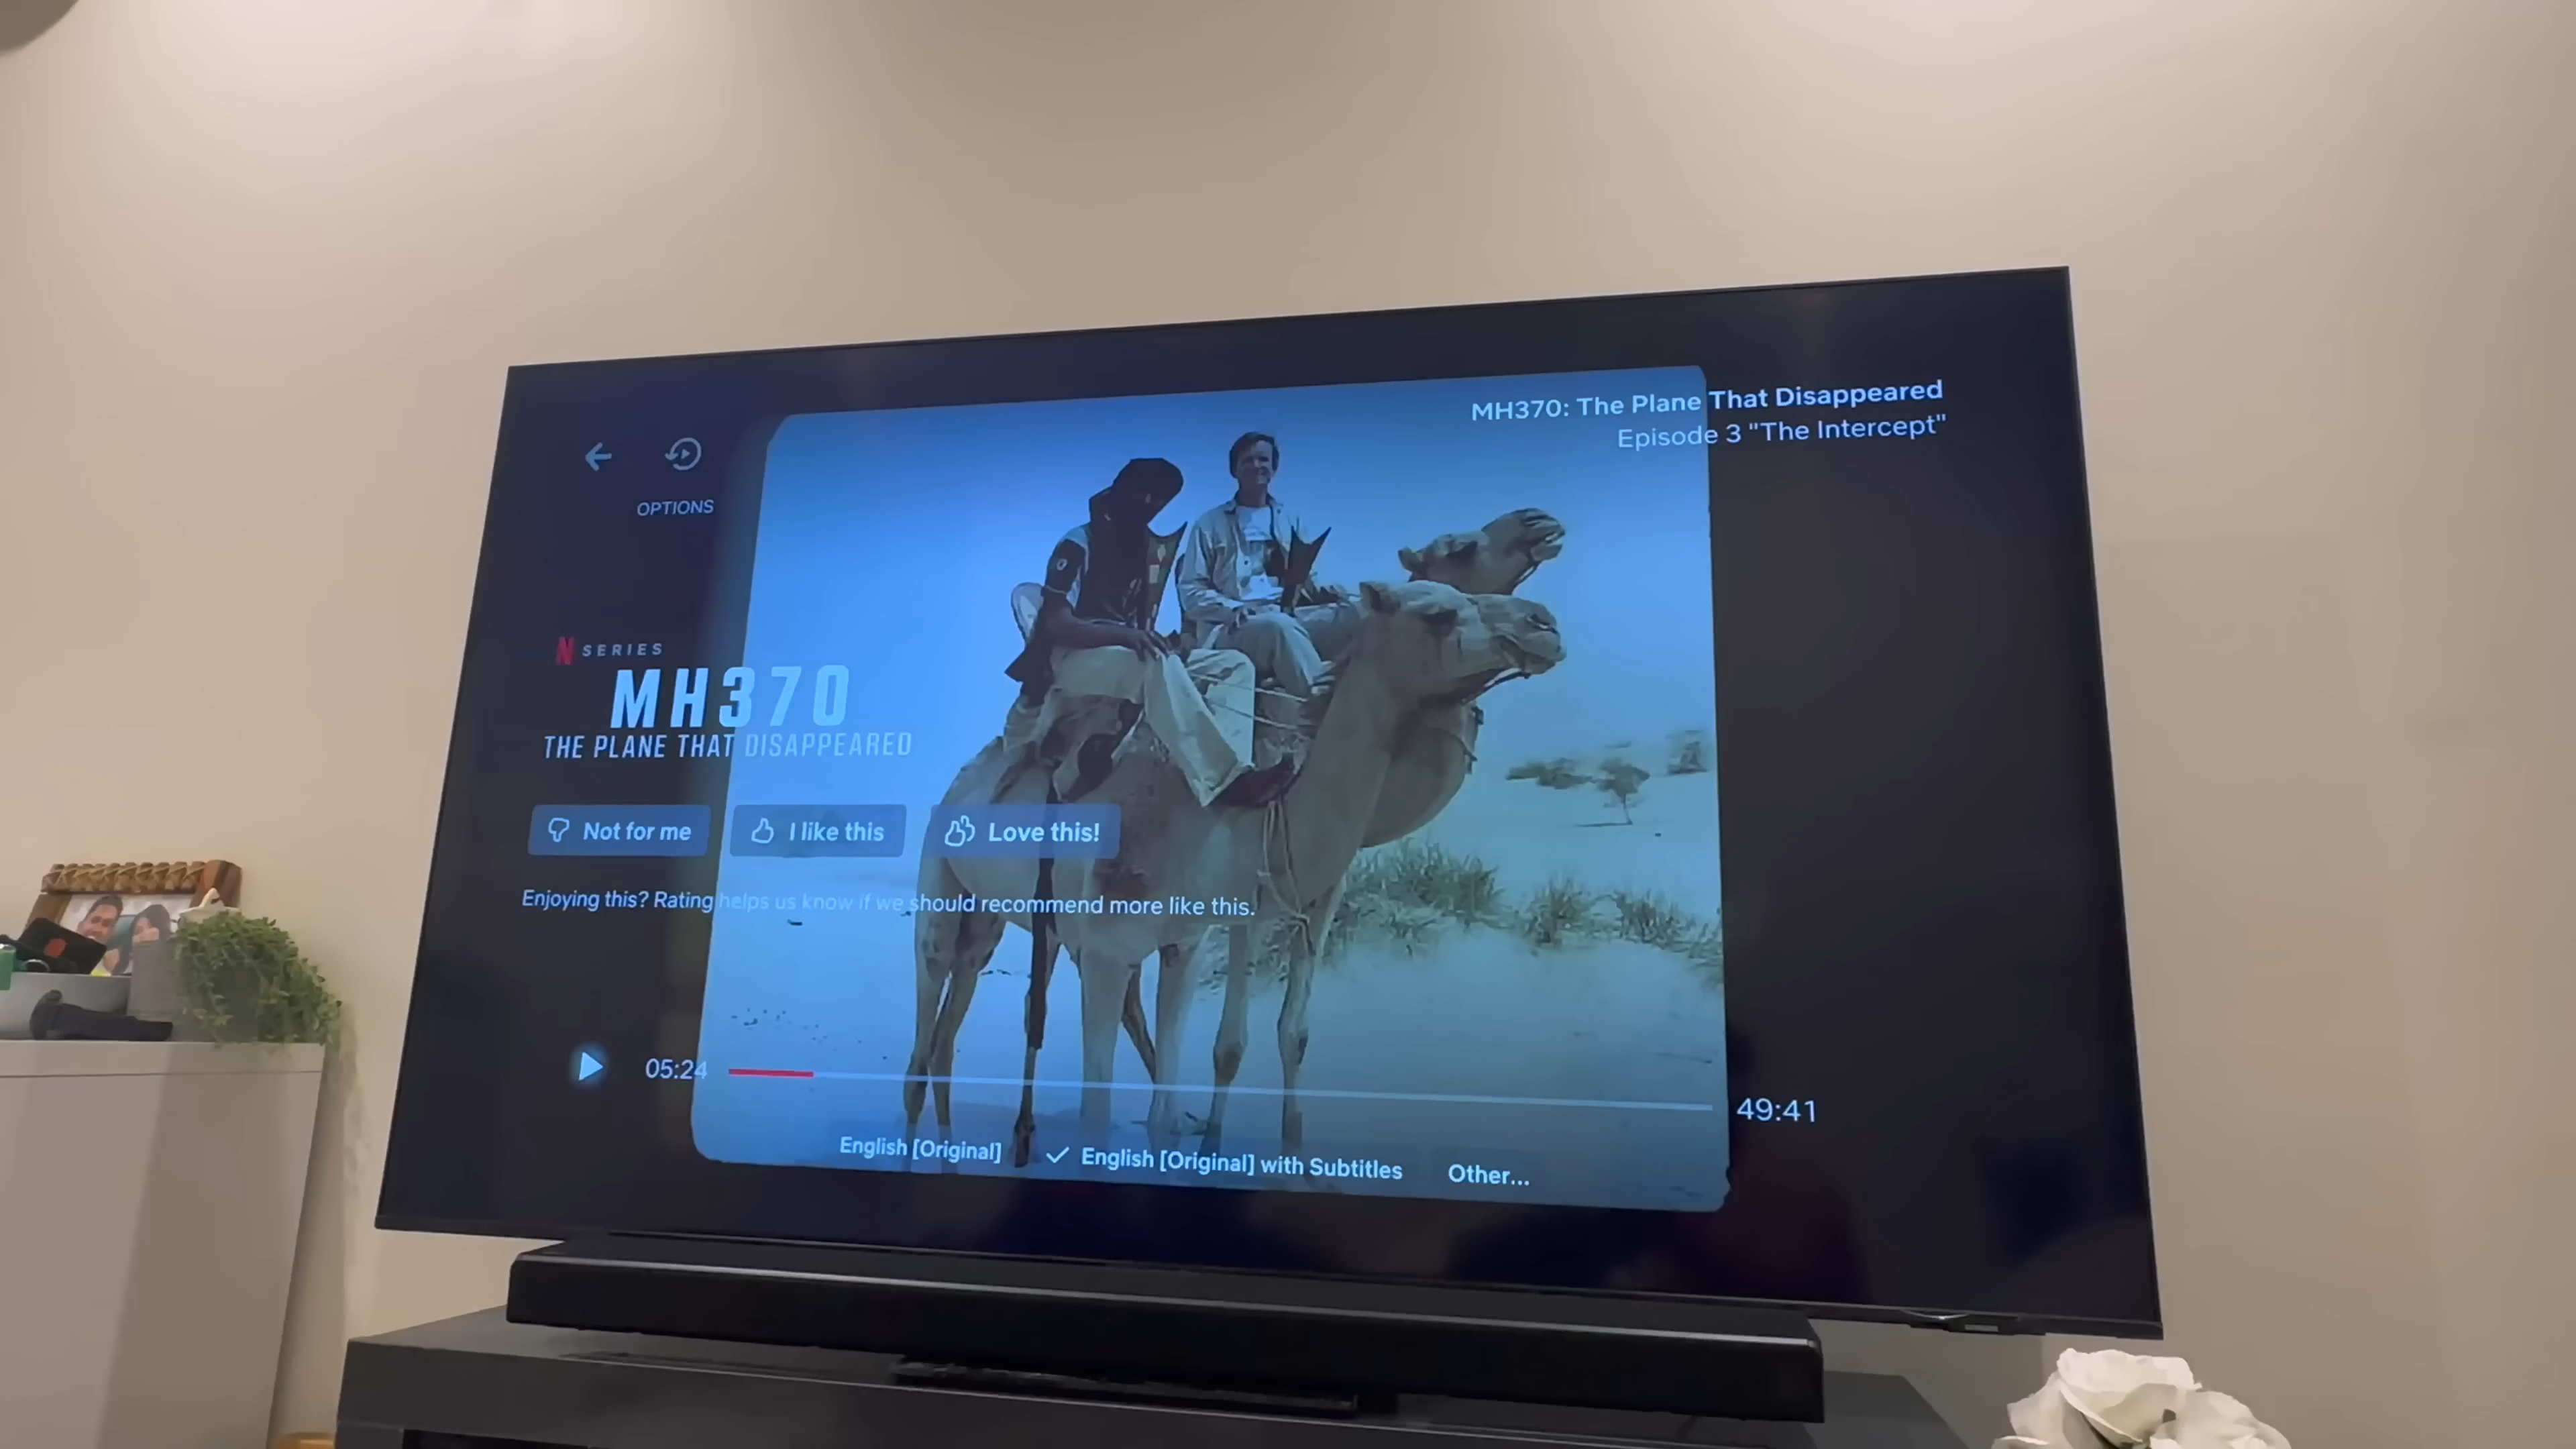 MH370: The Plane That Disappeared
Episode 3 "The Intercept"
OPTIONS
N SERIES
MH370
THE PLANE THAT DISAPPEARED
Not for me
I like this
Love this!
Enjoying this? Rating helps us know if we should recommend more like this.
05:24
49:41
English [Original]
English [Original] with Subtitles
Other...